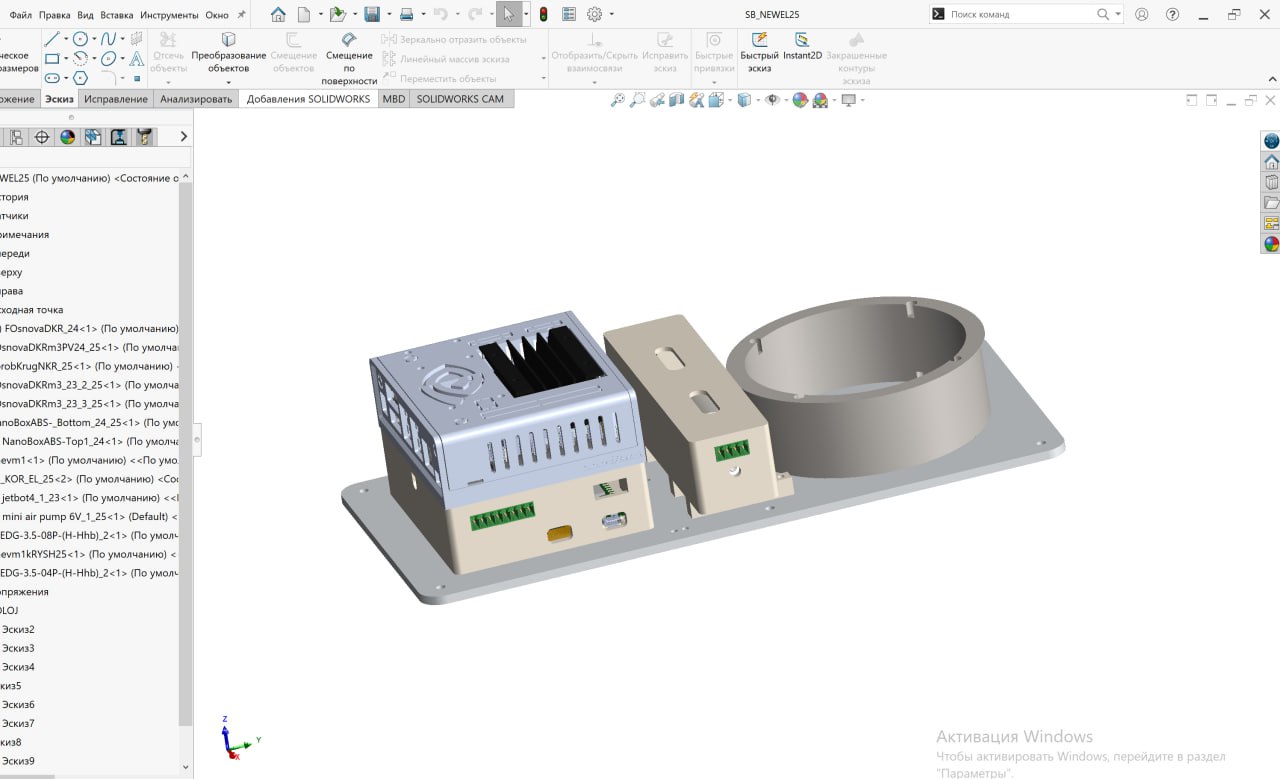 Файл Правка Вид Вставка Инструменты Окно
SB_NEWEL25
Поиск команд
ческое
размеров
Отсечь
объекты
Преобразование
объектов
Смещение
объектов
Смещение
по
поверхности
Зеркально отразить объекты
Линейный массив эскиза
Переместить объекты
Отобразить/Скрыть
взаимосвязи
Исправить
эскиз
Быстрые
привязки
Быстрый
эскиз
Instant2D
Закрашенные
контуры
эскиза
ожение Эскиз Исправление Анализировать Добавления SOLIDWORKS MBD SOLIDWORKS CAM
WEL25 (По умолчанию) <Состояние о
стория
атчики
римечания
переди
верху
права
сходная точка
) FOsnovaDKR_24<1> (По умолчанию)
OsnovaDKRm3PV24_25<1> (По умолча
orobKrugNKR_25<1> (По умолчанию)
OsnovaDKRm3_23_2_25<1> (По умолча
OsnovaDKRm3_23_3_25<1> (По умолча
anoBoxABS-_Bottom_24_25<1> (По умо
NanoBoxABS-Top1_24<1> (По умолча
nevm1<1> (По умолчанию) <<По умо
_KOR_EL_25<2> (По умолчанию) <Сос
jetbot4_1_23<1> (По умолчанию) <<
mini air pump 6V_1_25<1> (Default) <
EDG-3.5-08P-(H-Hhb)_2<1> (По умолч
nevm1kRYSH25<1> (По умолчанию) <
EDG-3.5-04P-(H-Hhb)_2<1> (По умолч
опряжения
OLOJ
Эскиз2
Эскиз3
Эскиз4
киз5
Эскиз6
Эскиз7
киз8
Эскиз9
Z
Y
X
Активация Windows
Чтобы активировать Windows, перейдите в раздел
"Параметры".